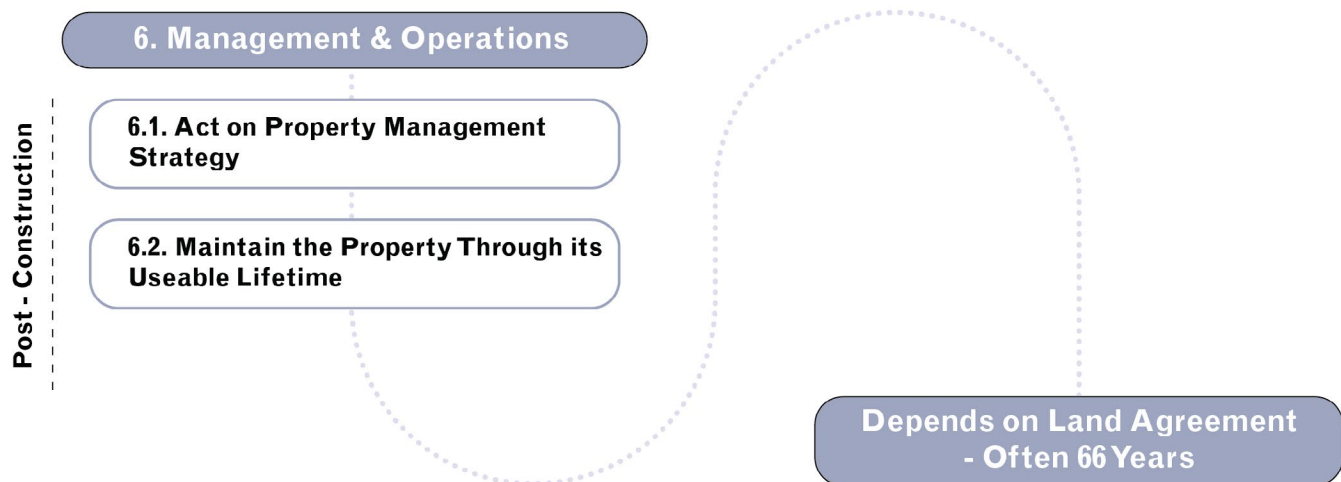 6. Management & Operations
Post - Construction
6.1. Act on Property Management
Strategy
6.2. Maintain the Property Through its
Useable Lifetime
Depends on Land Agreement
- Often 66 Years